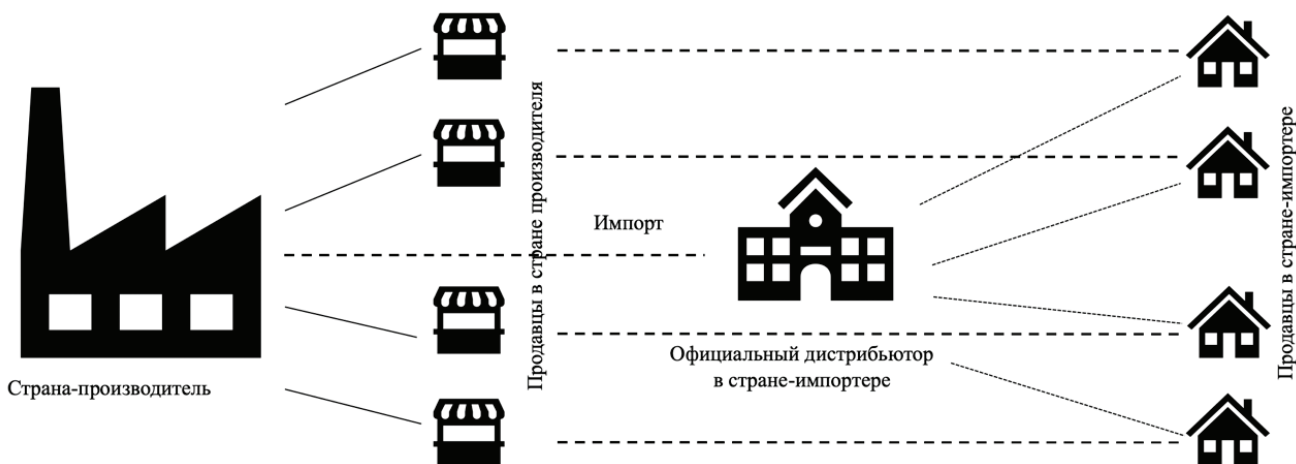 Страна-производитель
Продавцы в стране производителя
Импорт
Официальный дистрибьютор
в стране-импортере
Продавцы в стране-импортере